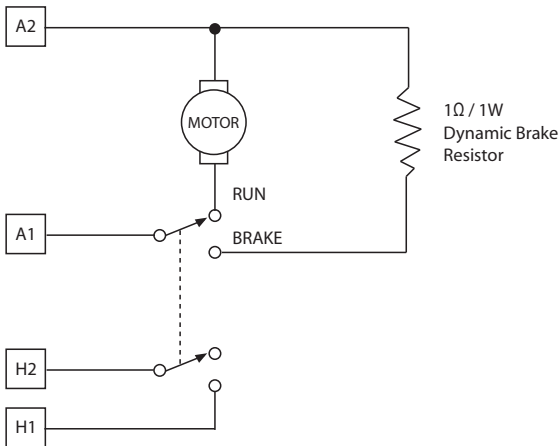 A2
MOTOR
1Ω / 1W
Dynamic Brake
Resistor
RUN
A1
BRAKE
H2
H1